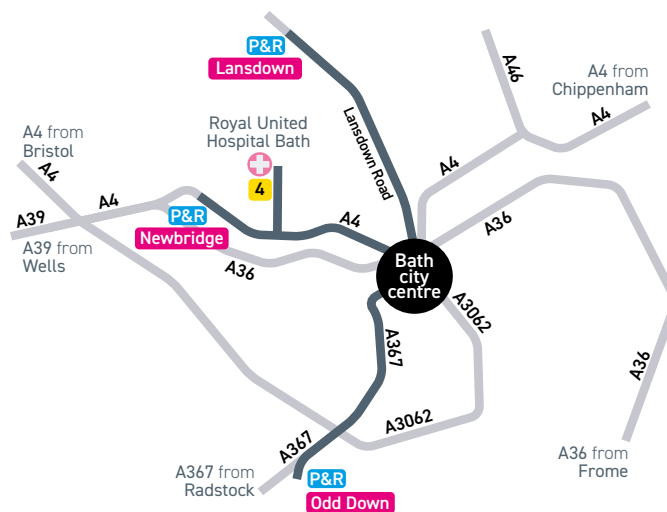 P&R
Lansdown
A46
A4 from
Chippenham
A4
Royal United
Hospital Bath
4
Lansdown Road
A4
A4 from
Bristol
A4
A4
A39
P&R
Newbridge
A4
A36
A39 from
Wells
A36
Bath
city
centre
A3062
A367
A36
A3062
A367
A36 from
Frome
A367 from
Radstock
P&R
Odd Down